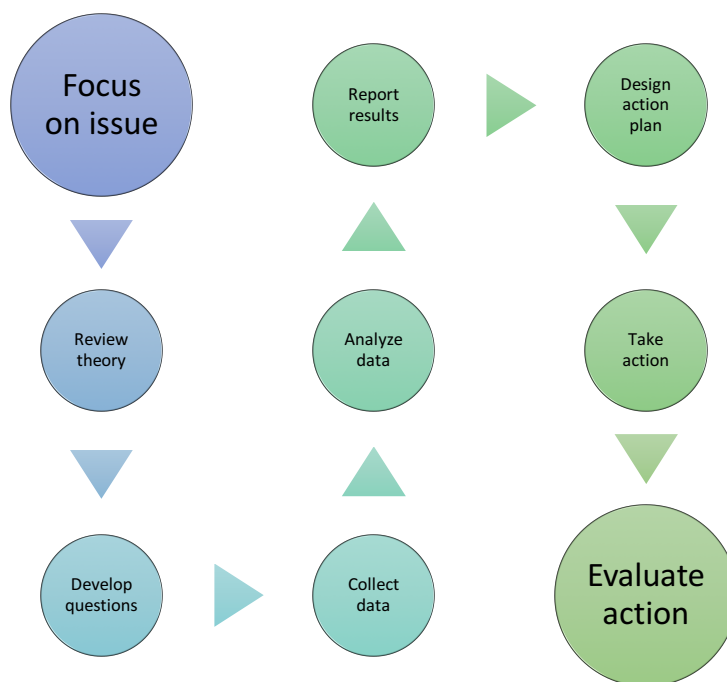 Focus
on issue
Review
theory
Develop
questions
Collect
data
Analyze
data
Report
results
Design
action
plan
Take
action
Evaluate
action